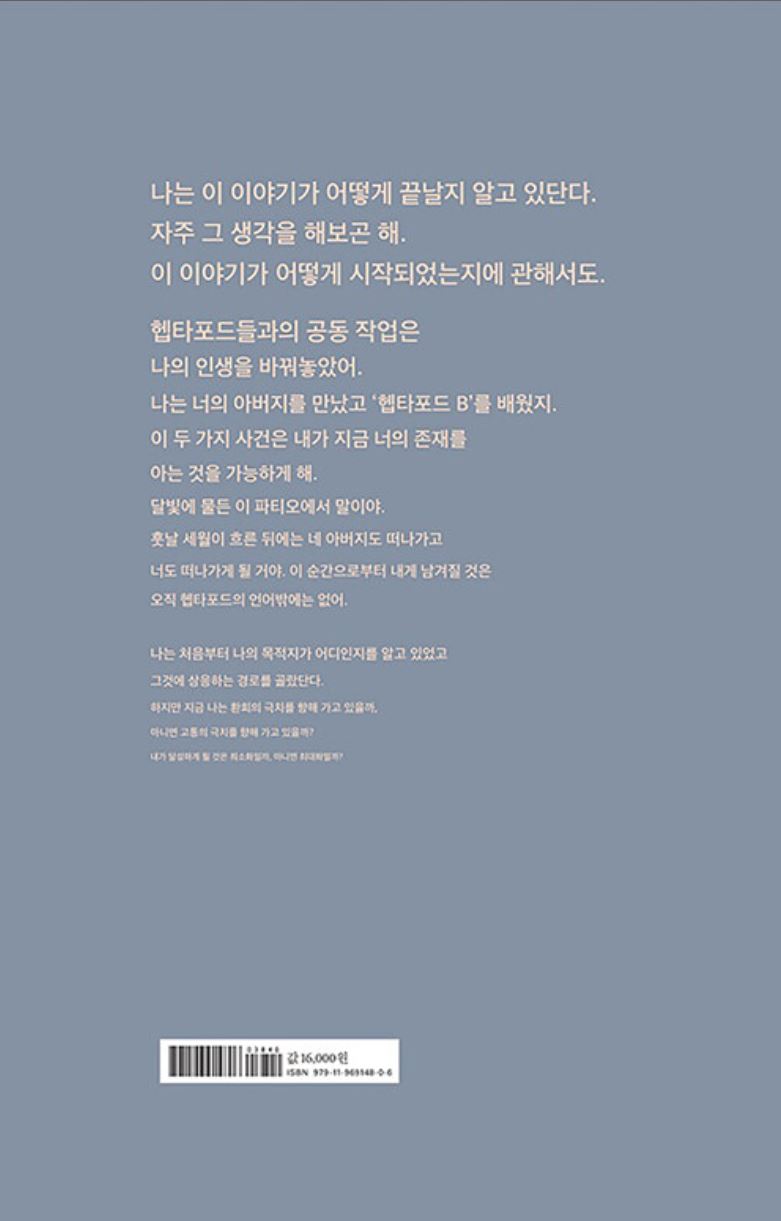 나는 이 이야기가 어떻게 끝날지 알고 있단다.
자주 그 생각을 해보곤 해.
이 이야기가 어떻게 시작되었는지에 관해서도.
헵타포드들과의 공동 작업은
나의 인생을 바꿔놓았어.
나는 너의 아버지를 만났고 ‘헵타포드 B’를 배웠지.
이 두 가지 사건은 내가 지금 너의 존재를
아는 것을 가능하게 해.
달빛에 물든 이 파티오에서 말이야.
훗날 세월이 흐른 뒤에는 네 아버지도 떠나가고
너도 떠나가게 될 거야. 이 순간으로부터 내게 남겨질 것은
오직 헵타포드의 언어밖에는 없어.
나는 처음부터 나의 목적지가 어디인지를 알고 있었고
그것에 상응하는 경로를 골랐단다.
하지만 지금 나는 환희의 극치를 향해 가고 있을까,
아니면 고통의 극치를 향해 가고 있을까?
내가 달성하게 될 것은 최소화일까, 아니면 최대화일까?
03840
값 16,000원
ISBN 979-11-969148-0-6